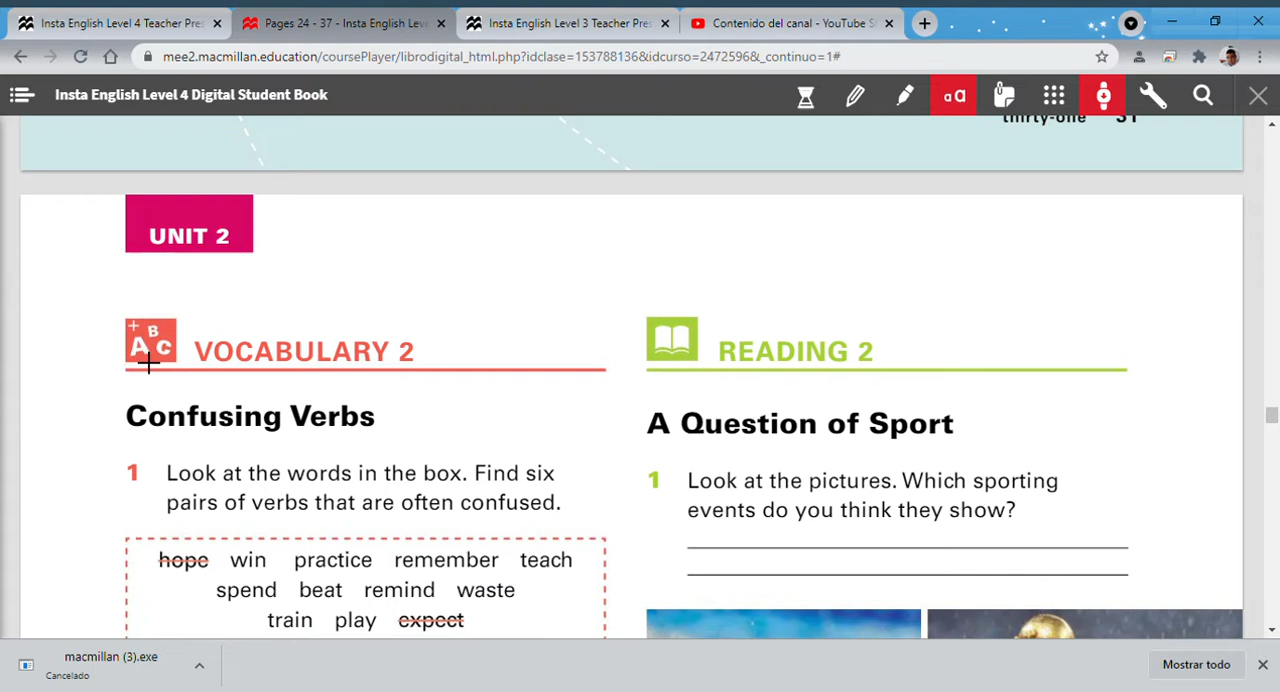 Insta English Level 4 Teacher Pres
Pages 24 - 37 - Insta English Leve
Insta English Level 3 Teacher Pres
Contenido del canal - YouTube St
mee2.macmillan.education/coursePlayer/librodigital_html.php?idclase=153788136&idcurso=2472596&_continuo=1#
Insta English Level 4 Digital Student Book
aa
thirty-one 31
UNIT 2
+ A B C
VOCABULARY 2
Confusing Verbs
1 Look at the words in the box. Find six
pairs of verbs that are often confused.
hope win practice remember teach
spend beat remind waste
train play expect
READING 2
A Question of Sport
1 Look at the pictures. Which sporting
events do you think they show?
macmillan (3).exe
Cancelado
Mostrar todo